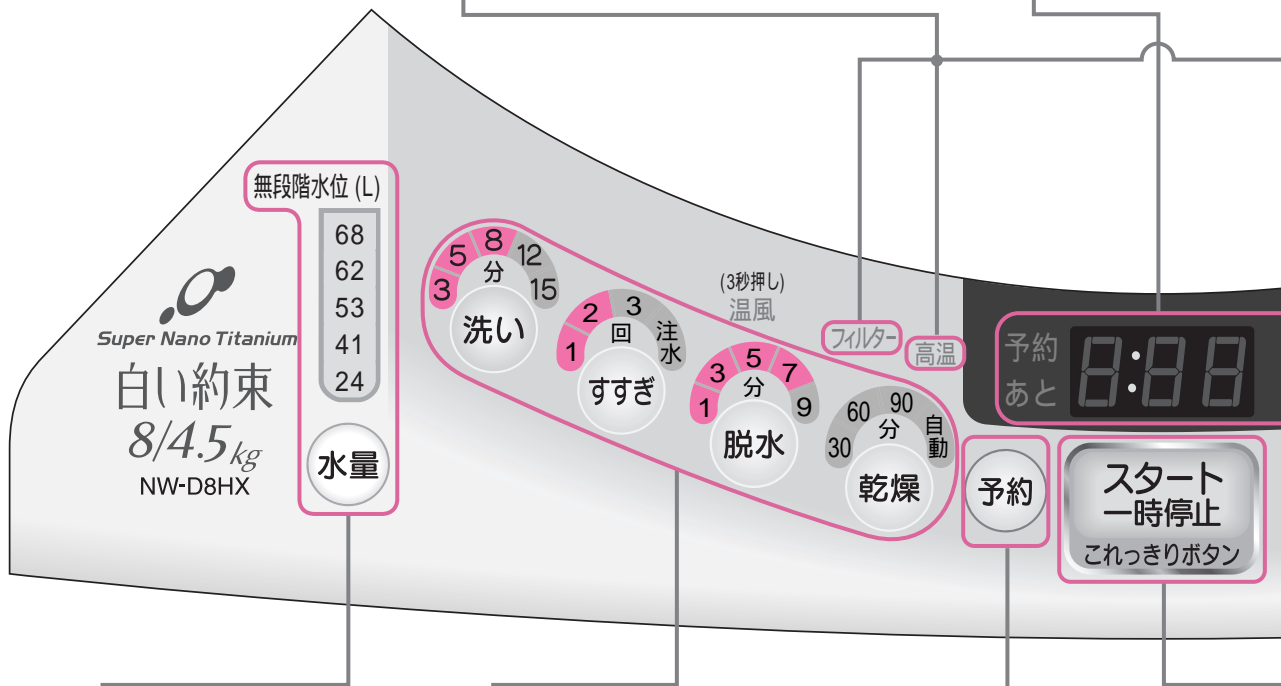 無段階水位 (L)
68
62
53
41
24
水量
Super Nano Titanium
白い約束
8/4.5kg
NW-D8HX
3 5 8 12 15
分
洗い
1 2 3 注水
回
すすぎ
(3秒押し)
温風
1 3 5 7 9
分
脱水
フィルター
高温
30 60 90 自動
分
乾燥
予約
あと
8:88
予約
スタート
一時停止
これっきりボタン